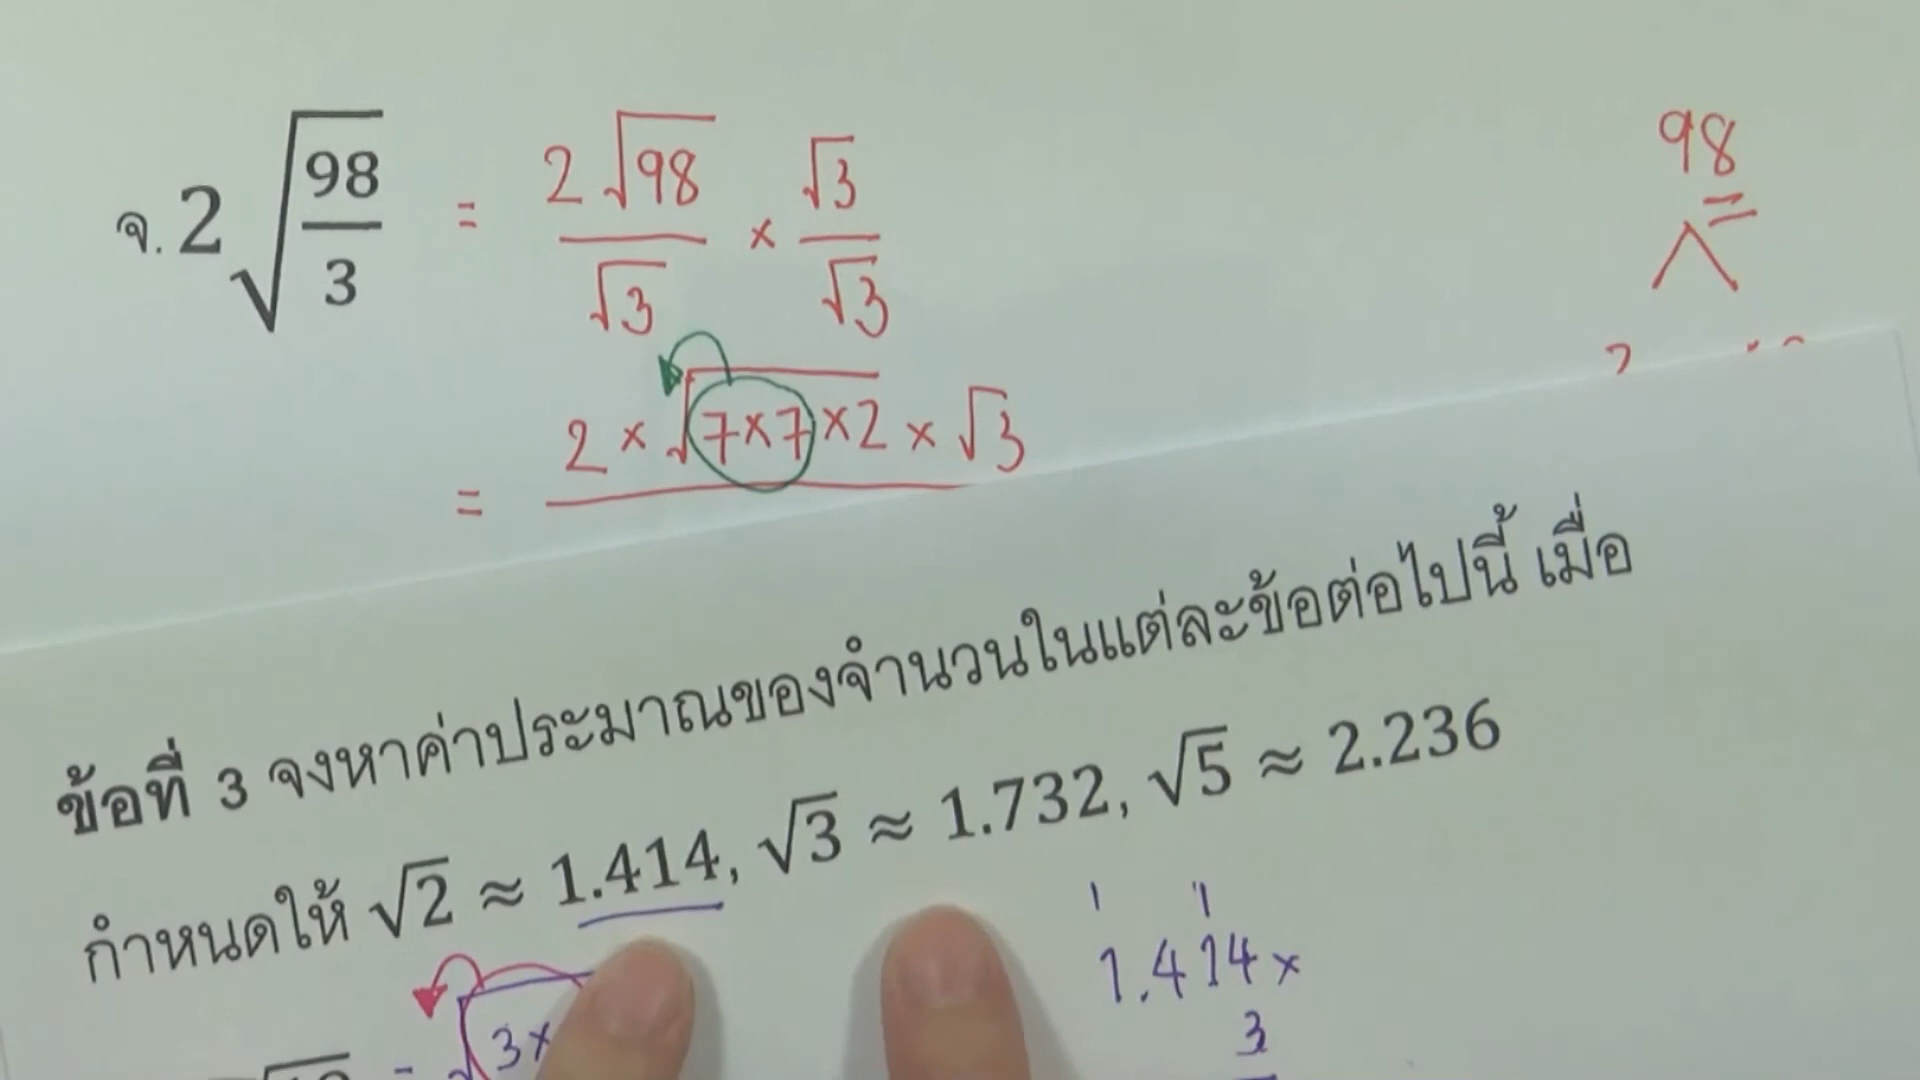 จ. 2√(98/3) = 2√98/√3 × √3/√3
98
= 2 × √(7×7×2) × √3
ข้อที่ 3 จงหาค่าประมาณของจำนวนในแต่ละข้อต่อไปนี้ เมื่อ
กำหนดให้ √2 ≈ 1.414, √3 ≈ 1.732, √5 ≈ 2.236
1 1
1.414 ×
3
= √3×